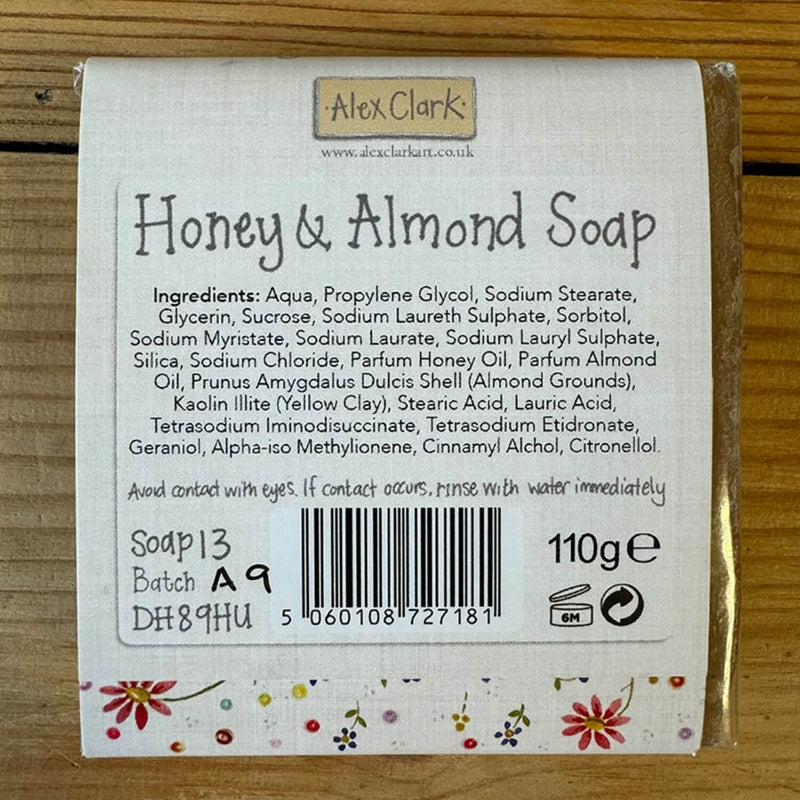 ·Alex Clark·
www.alexclarkart.co.uk
Honey & Almond Soap
Ingredients: Aqua, Propylene Glycol, Sodium Stearate,
Glycerin, Sucrose, Sodium Laureth Sulphate, Sorbitol,
Sodium Myristate, Sodium Laurate, Sodium Lauryl Sulphate,
Silica, Sodium Chloride, Parfum Honey Oil, Parfum Almond
Oil, Prunus Amygdalus Dulcis Shell (Almond Grounds),
Kaolin Illite (Yellow Clay), Stearic Acid, Lauric Acid,
Tetrasodium Iminodisuccinate, Tetrasodium Etidronate,
Geraniol, Alpha-iso Methylionene, Cinnamyl Alchol, Citronellol.
Avoid contact with eyes. If contact occurs, rinse with water immediately
Soap13
Batch A9
DH89HU
5 060108 727181
110g℮
6M